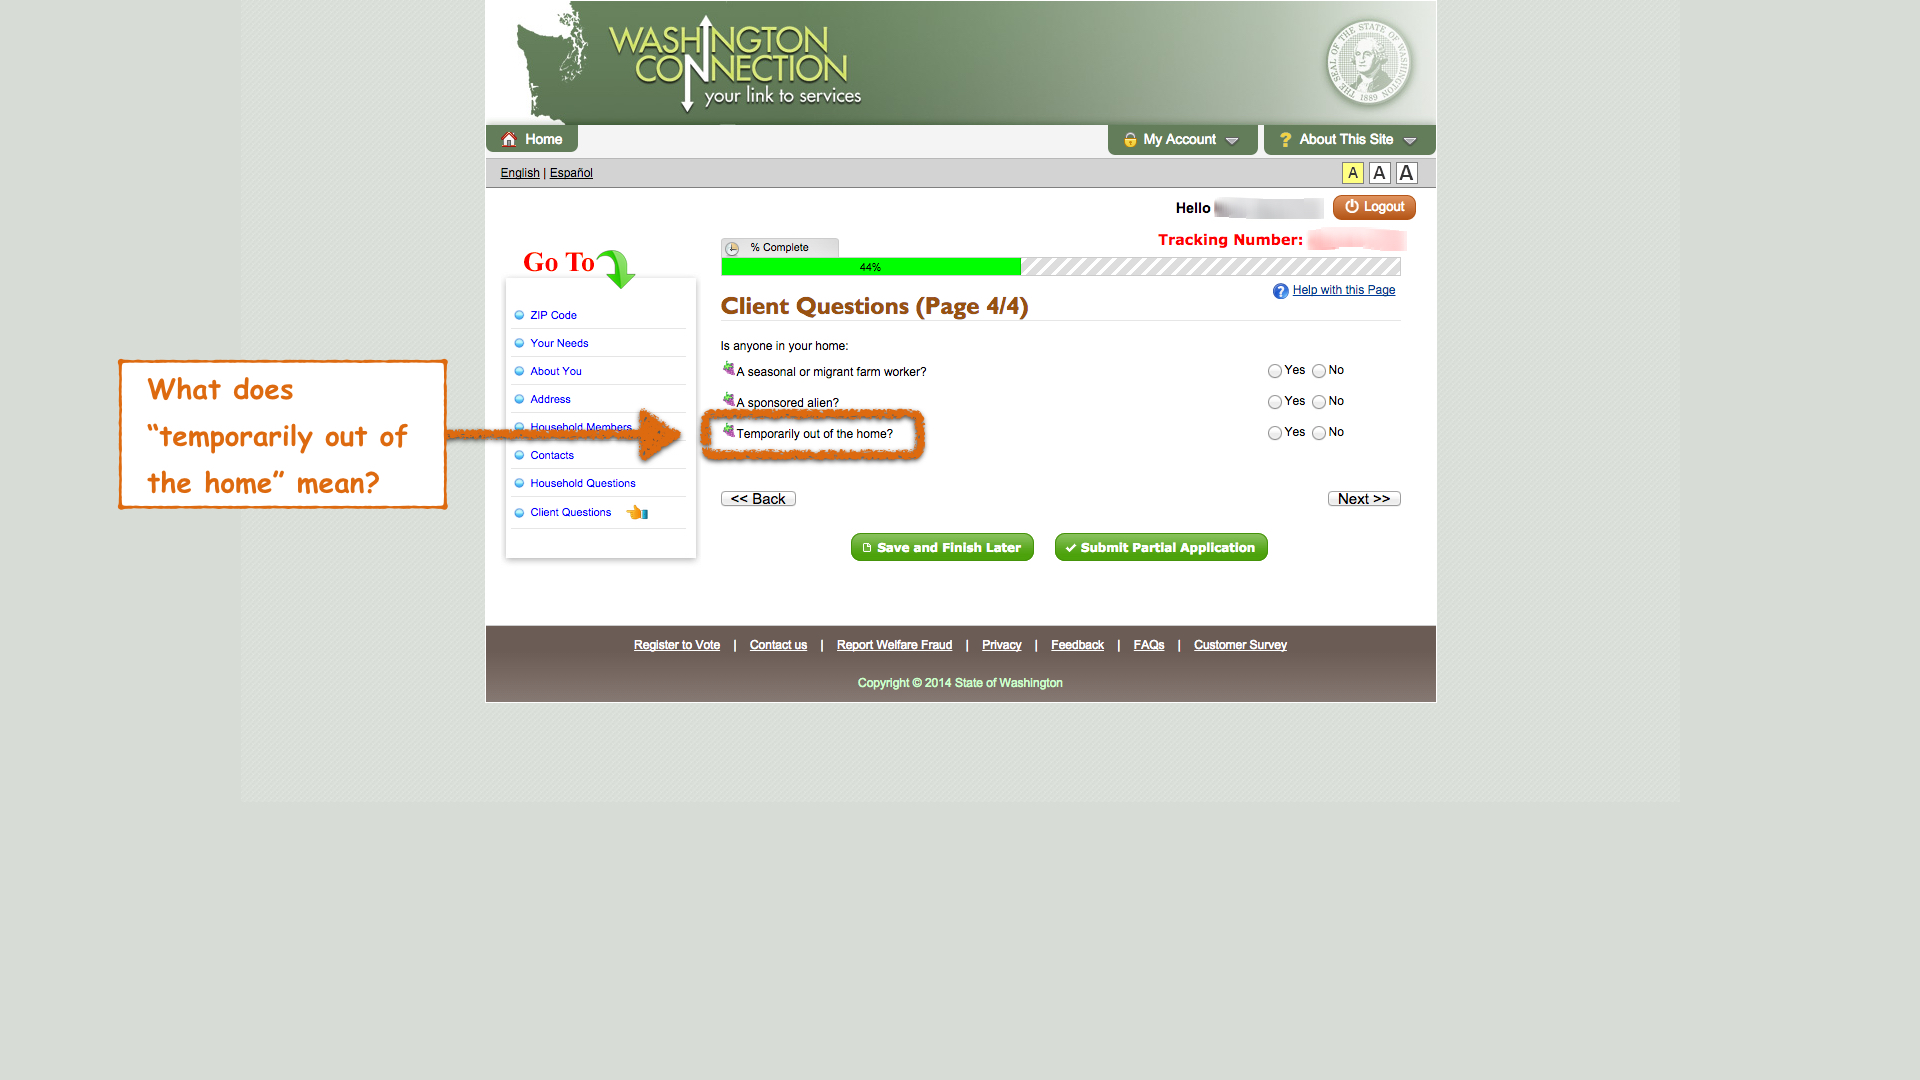 WASHINGTON
CONNECTION
your link to services
THE SEAL OF THE STATE OF WASHINGTON
1889
Home
My Account
? About This Site
English | Español
A A A
Hello
Logout
Tracking Number:
% Complete
44%
? Help with this Page
Go To
ZIP Code
Your Needs
About You
Address
Household Members
Contacts
Household Questions
Client Questions
Client Questions (Page 4/4)
Is anyone in your home:
A seasonal or migrant farm worker? Yes No
A sponsored alien? Yes No
Temporarily out of the home? Yes No
What does
“temporarily out of
the home” mean?
<< Back
Next >>
Save and Finish Later
Submit Partial Application
Register to Vote | Contact us | Report Welfare Fraud | Privacy | Feedback | FAQs | Customer Survey
Copyright © 2014 State of Washington